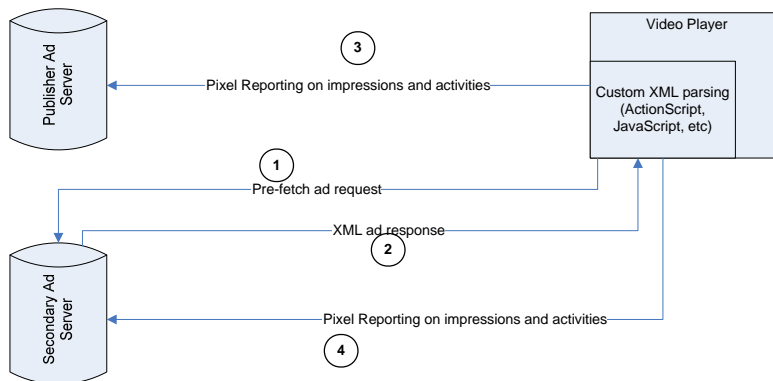 Video Player
3
Publisher Ad
Server
Pixel Reporting on impressions and activities
Custom XML parsing
(ActionScript,
JavaScript, etc)
1
Pre-fetch ad request
XML ad response
2
Secondary Ad
Server
Pixel Reporting on impressions and activities
4